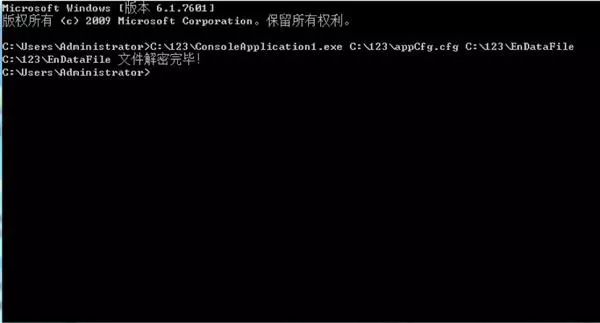 Microsoft Windows [版本 6.1.7601]
版权所有 (c) 2009 Microsoft Corporation。保留所有权利。
C:\Users\Administrator>C:\123\ConsoleApplication1.exe C:\123\appCfg.cfg C:\123\EnDataFile
C:\123\EnDataFile 文件解密完毕!
C:\Users\Administrator>